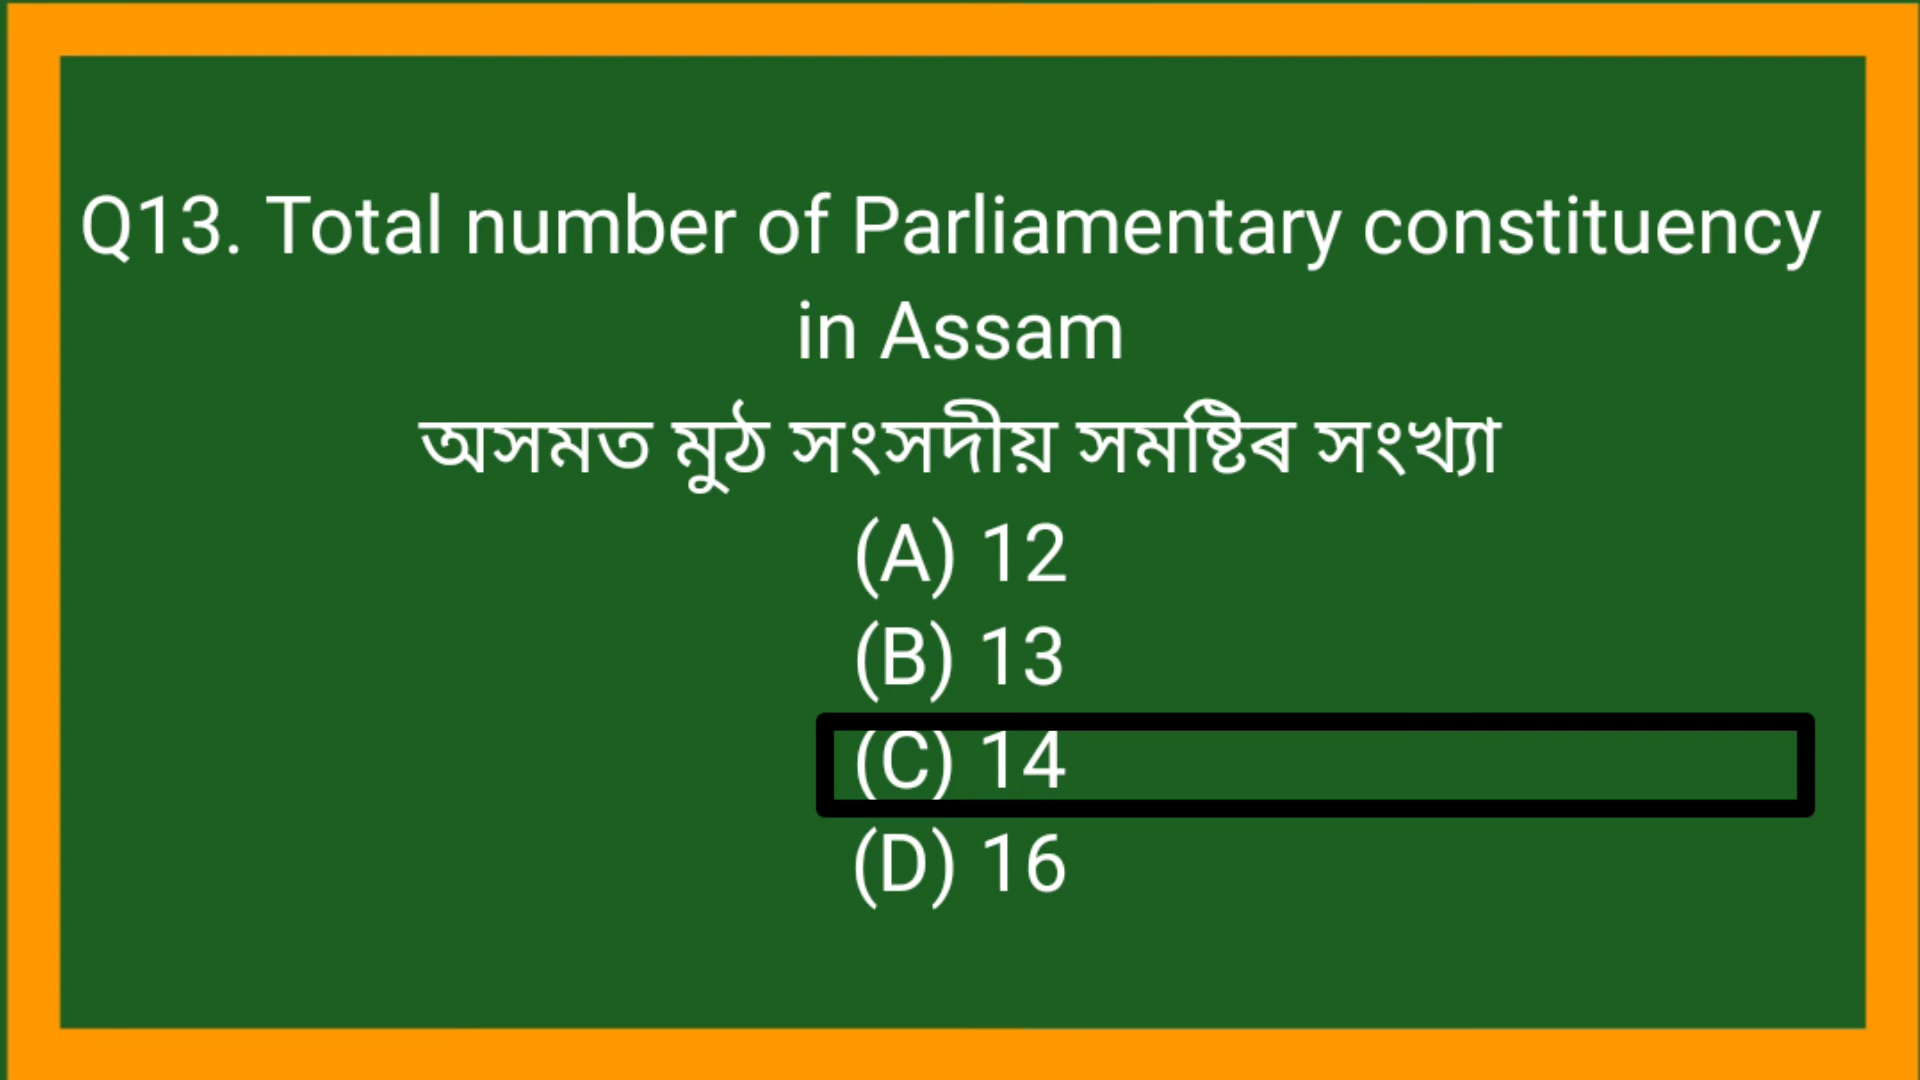 Q13. Total number of Parliamentary constituency
in Assam
অসমত মুঠ সংসদীয় সমষ্টিৰ সংখ্যা
(A) 12
(B) 13
(C) 14
(D) 16